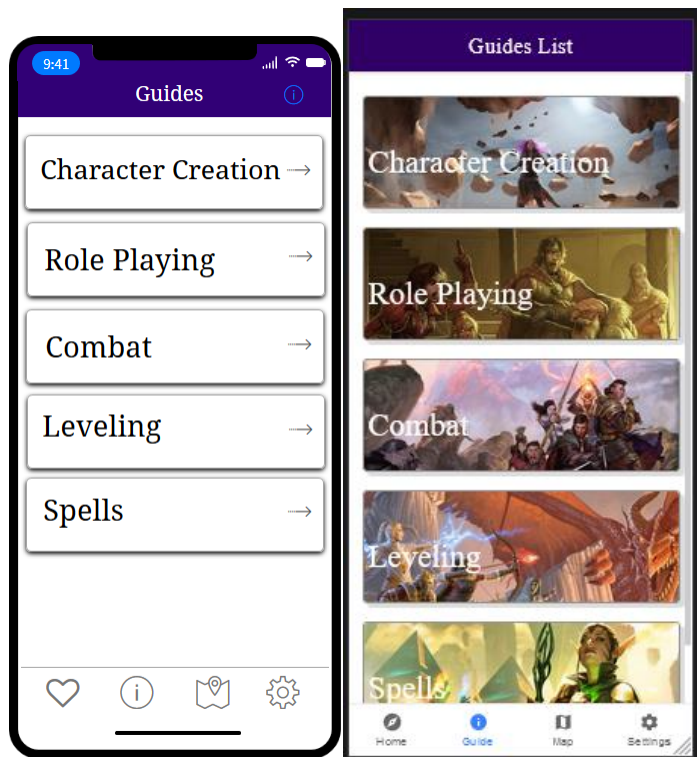 9:41
Guides
Character Creation
Role Playing
Combat
Leveling
Spells
Guides List
Character Creation
Role Playing
Combat
Leveling
Spells
Home
Guide
Map
Settings